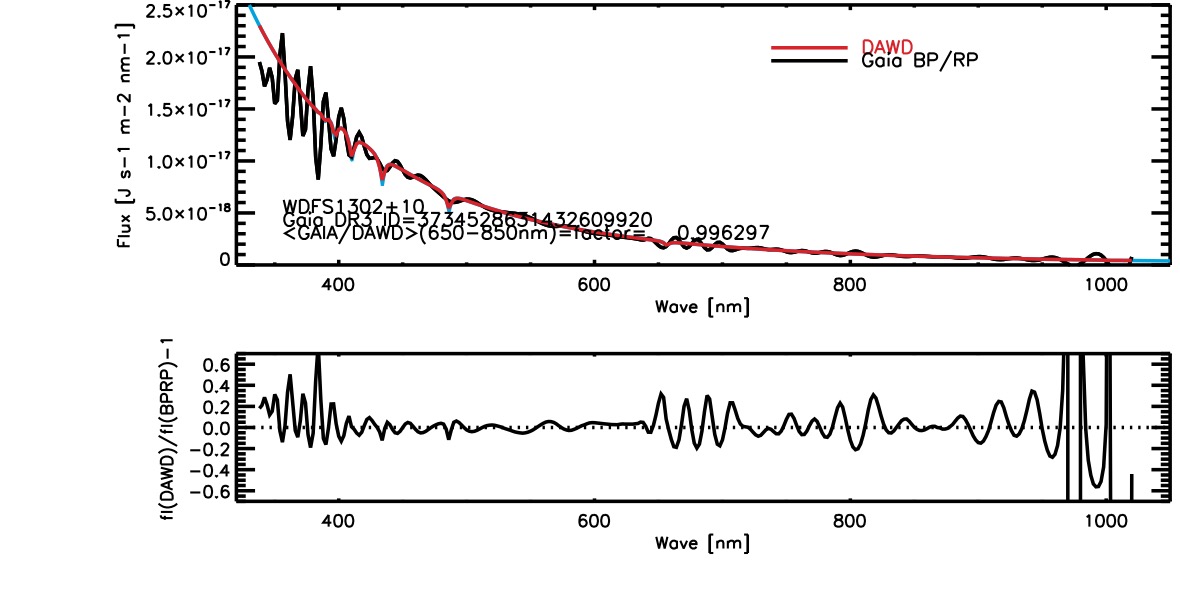 2.5×10⁻¹⁷
2.0×10⁻¹⁷
1.5×10⁻¹⁷
1.0×10⁻¹⁷
5.0×10⁻¹⁸
0
Flux [J s−1 m−2 nm−1]
DAWD
Gaia BP/RP
WDFS1302+10
Gaia DR3 ID=3734528631432609920
<GAIA/DAWD>(650−850nm)=factor= 0.996297
400 600 800 1000
Wave [nm]
0.6
0.4
0.2
0.0
−0.2
−0.4
−0.6
fl(DAWD)/fl(BPRP)−1
400 600 800 1000
Wave [nm]